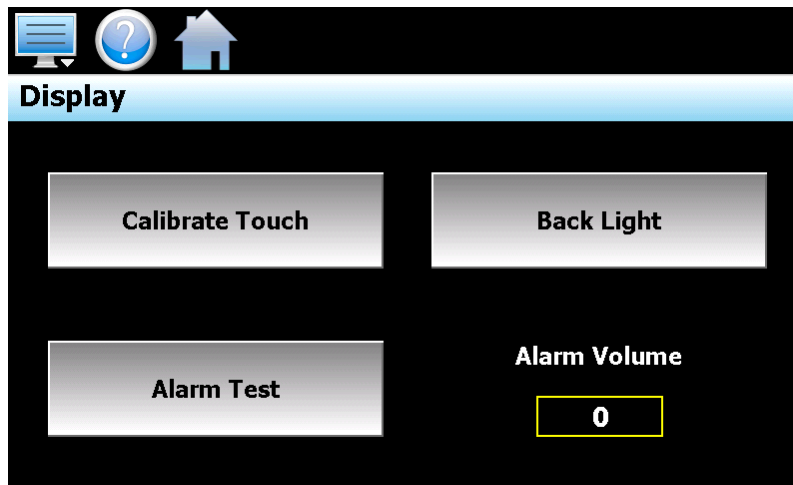 ?
Display
Calibrate Touch
Back Light
Alarm Test
Alarm Volume
0